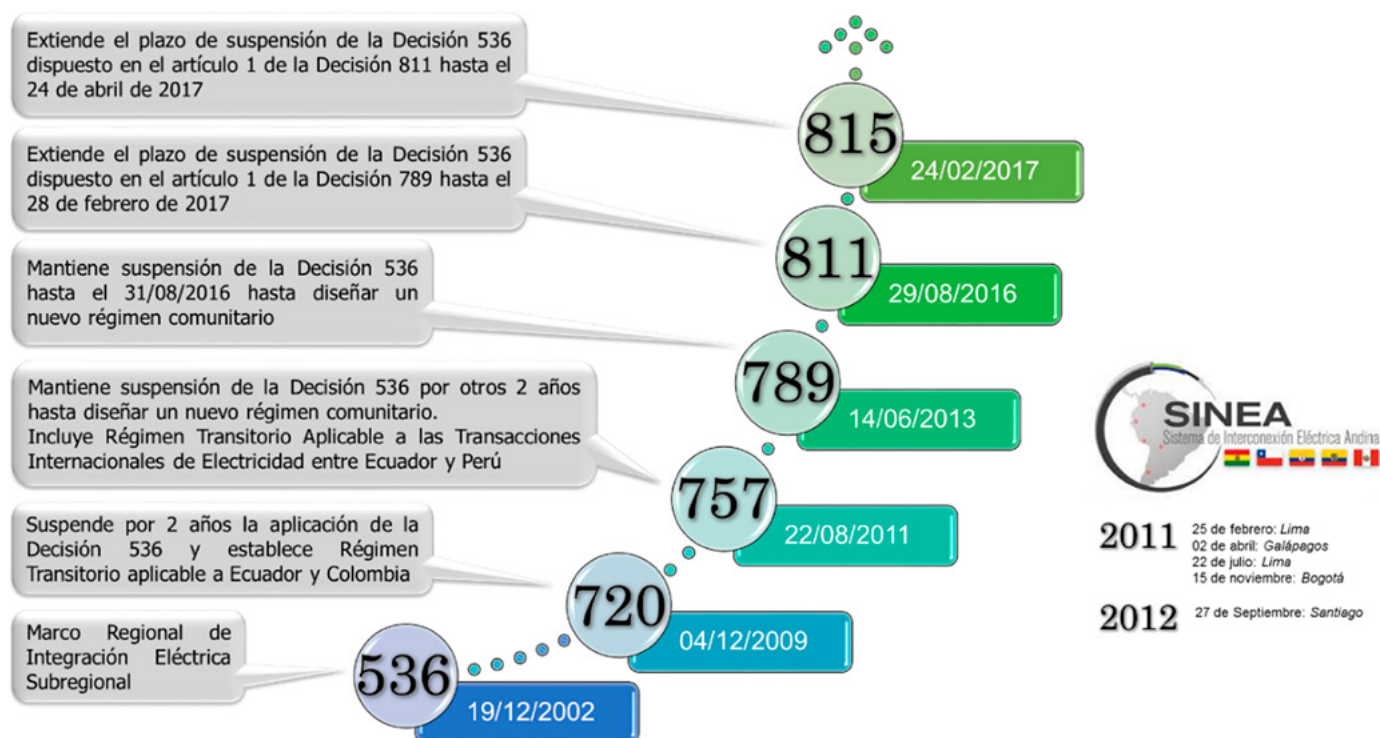 Extiende el plazo de suspensión de la Decisión 536
dispuesto en el artículo 1 de la Decisión 811 hasta el
24 de abril de 2017
815
24/02/2017
Extiende el plazo de suspensión de la Decisión 536
dispuesto en el artículo 1 de la Decisión 789 hasta el
28 de febrero de 2017
811
29/08/2016
Mantiene suspensión de la Decisión 536
hasta el 31/08/2016 hasta diseñar un
nuevo régimen comunitario
789
14/06/2013
Mantiene suspensión de la Decisión 536 por otros 2 años
hasta diseñar un nuevo régimen comunitario.
Incluye Régimen Transitorio Aplicable a las Transacciones
Internacionales de Electricidad entre Ecuador y Perú
757
22/08/2011
Suspende por 2 años la aplicación de la
Decisión 536 y establece Régimen
Transitorio aplicable a Ecuador y Colombia
720
04/12/2009
Marco Regional de
Integración Eléctrica
Subregional
536
19/12/2002
SINEA
Sistema de Interconexión Eléctrica Andina
2011
25 de febrero: Lima
02 de abril: Galápagos
22 de julio: Lima
15 de noviembre: Bogotá
2012
27 de Septiembre: Santiago